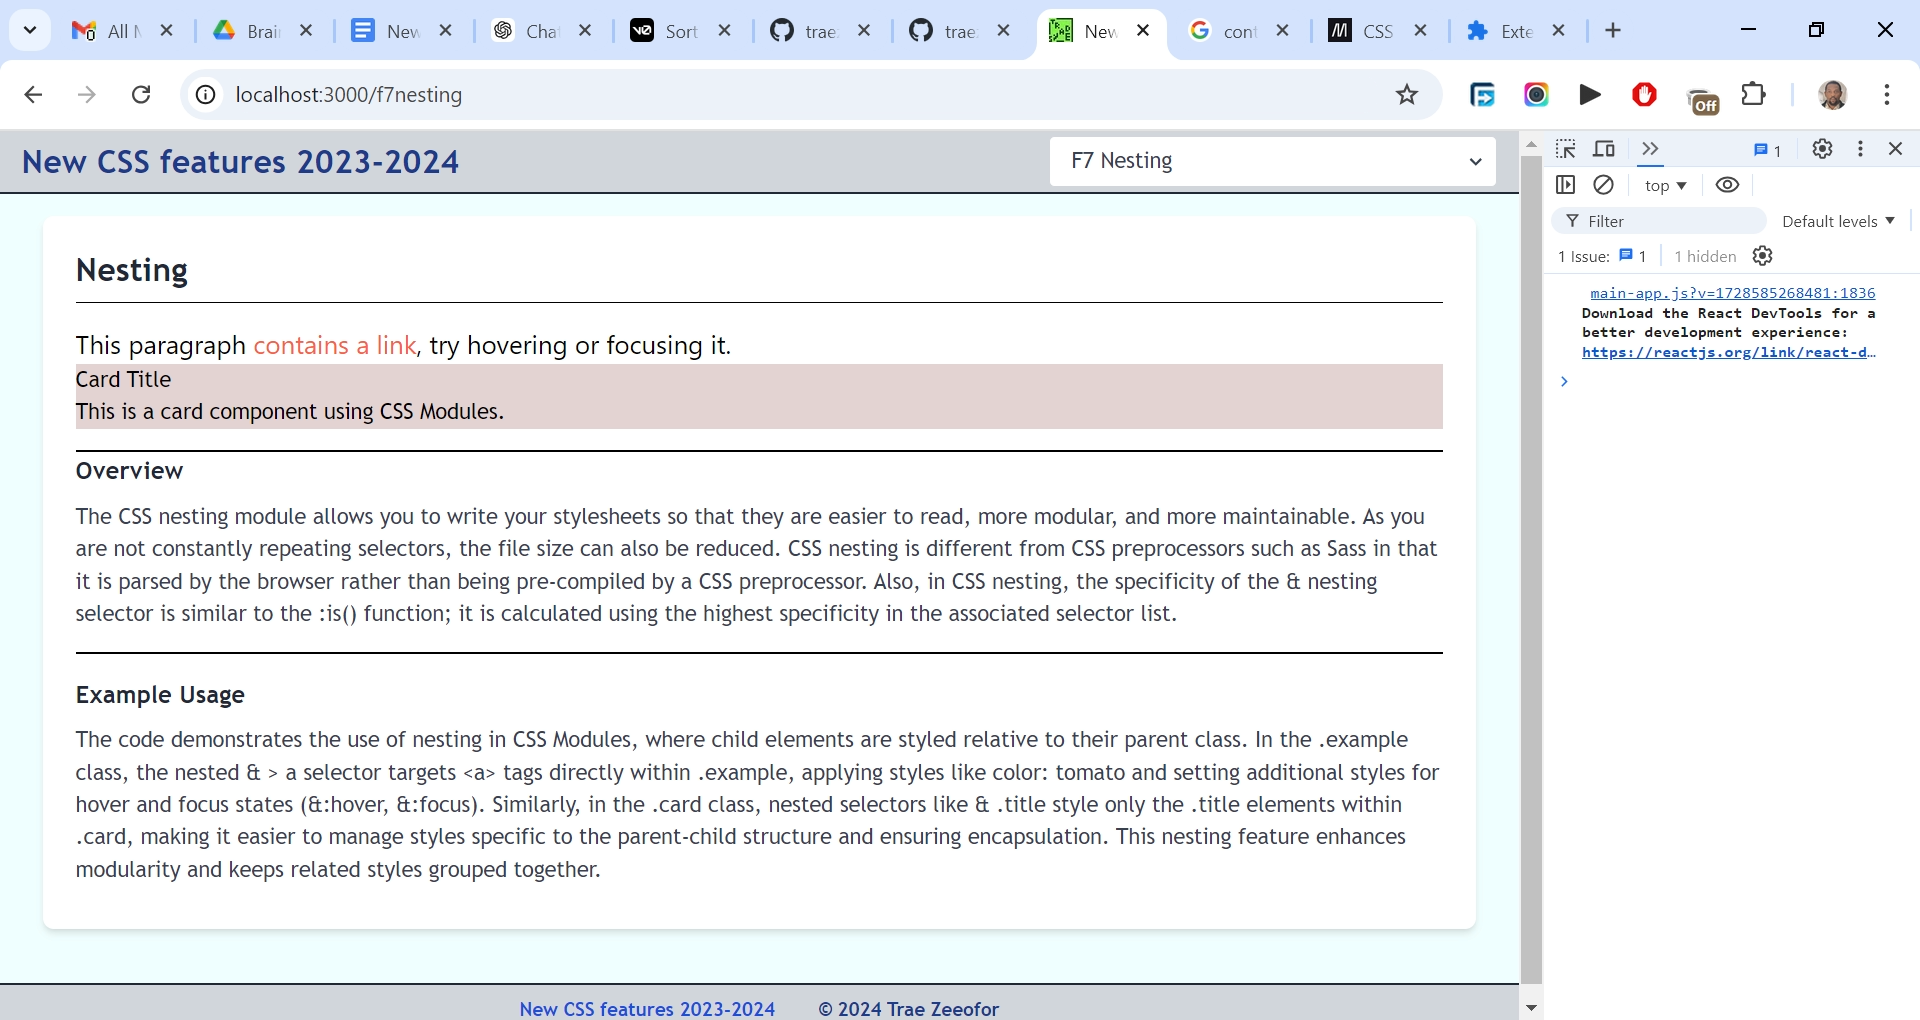 All
Brai
New
Cha
Sort
trae
trae
New
cont
CSS
Exte
localhost:3000/f7nesting
Off
New CSS features 2023-2024
F7 Nesting
1
top
Filter
Default levels
1 Issue: 1
1 hidden
main-app.js?v=1728585268481:1836
Download the React DevTools for a
better development experience:
https://reactjs.org/link/react-d…
Nesting
This paragraph contains a link, try hovering or focusing it.
Card Title
This is a card component using CSS Modules.
Overview
The CSS nesting module allows you to write your stylesheets so that they are easier to read, more modular, and more maintainable. As you
are not constantly repeating selectors, the file size can also be reduced. CSS nesting is different from CSS preprocessors such as Sass in that
it is parsed by the browser rather than being pre-compiled by a CSS preprocessor. Also, in CSS nesting, the specificity of the & nesting
selector is similar to the :is() function; it is calculated using the highest specificity in the associated selector list.
Example Usage
The code demonstrates the use of nesting in CSS Modules, where child elements are styled relative to their parent class. In the .example
class, the nested & > a selector targets <a> tags directly within .example, applying styles like color: tomato and setting additional styles for
hover and focus states (&:hover, &:focus). Similarly, in the .card class, nested selectors like & .title style only the .title elements within
.card, making it easier to manage styles specific to the parent-child structure and ensuring encapsulation. This nesting feature enhances
modularity and keeps related styles grouped together.
New CSS features 2023-2024 © 2024 Trae Zeeofor